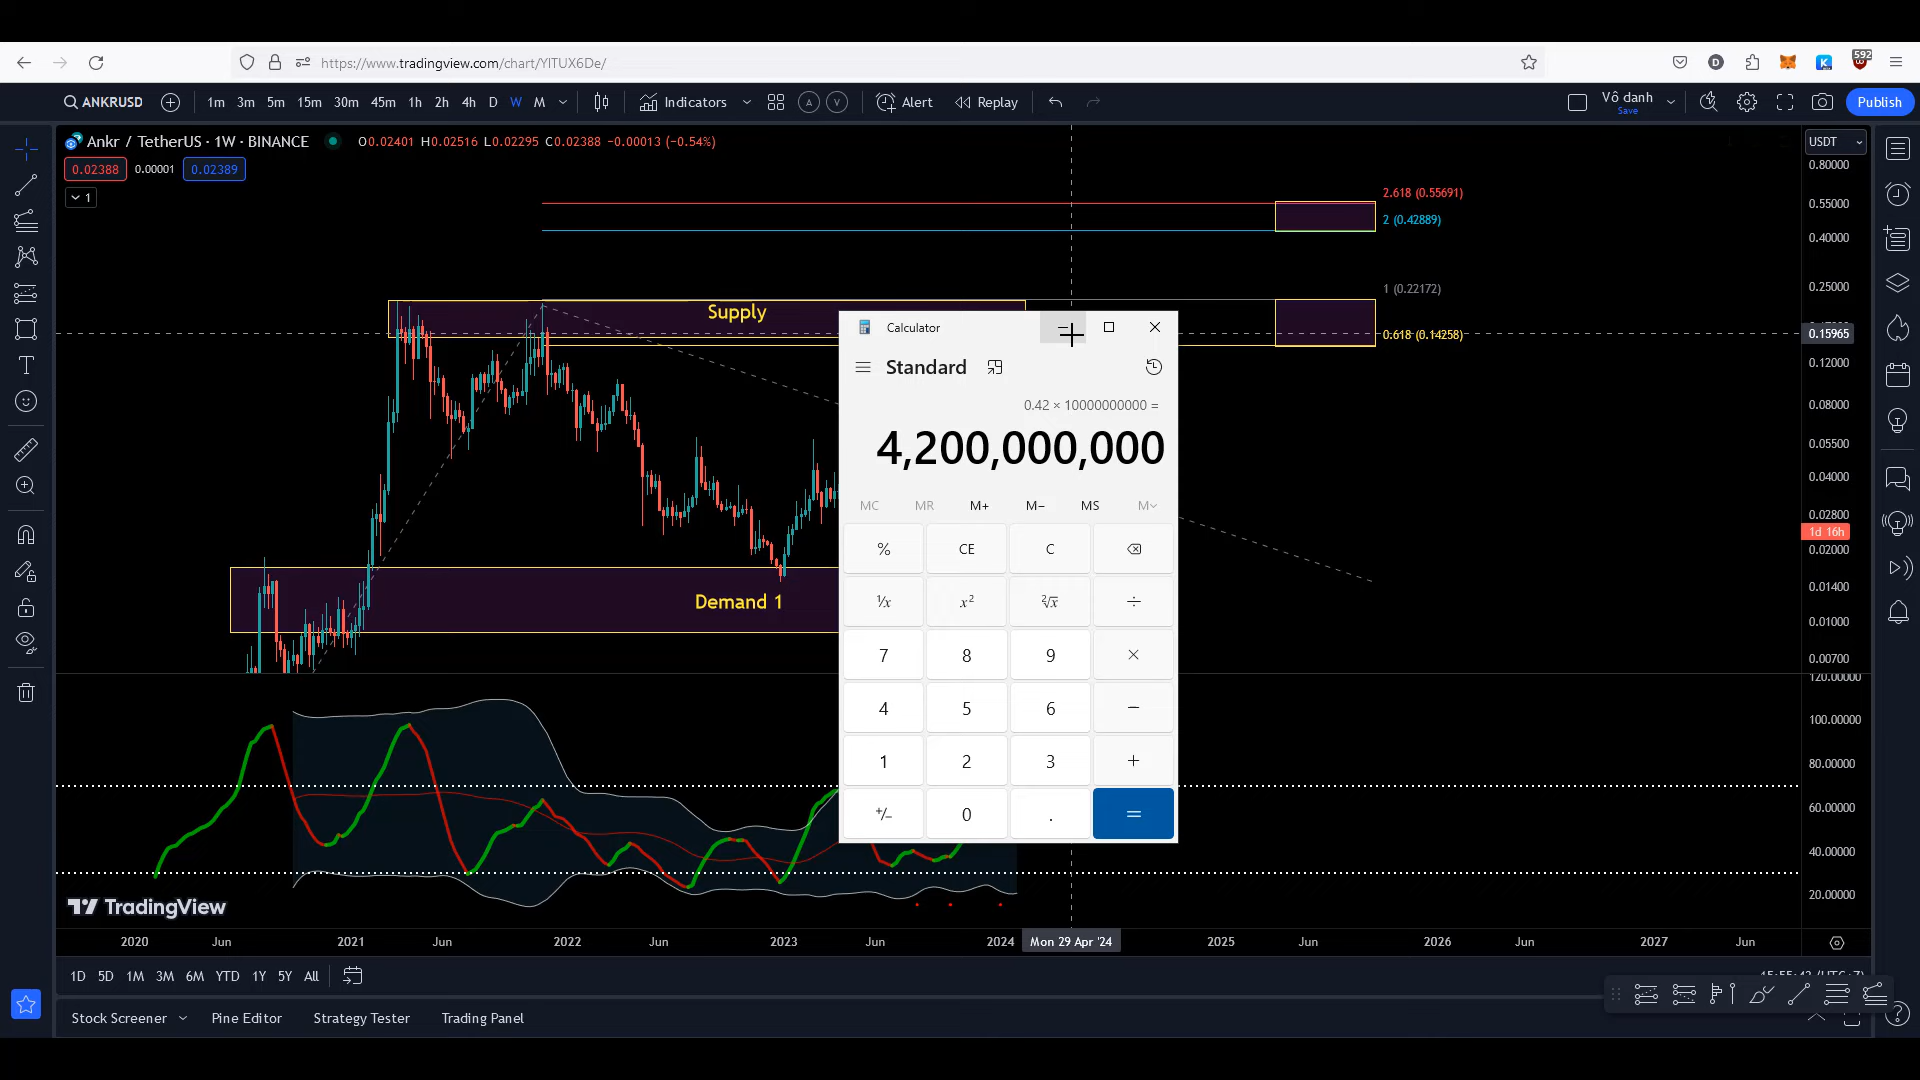 https://www.tradingview.com/chart/YlTUX6De/
D
592
ANKRUSD 1m 3m 5m 15m 30m 45m 1h 2h 4h D W M Indicators A V Alert Replay Vô danh Save Publish
Ankr / TetherUS · 1W · BINANCE O0.02401 H0.02516 L0.02295 C0.02388 −0.00013 (−0.54%)
USDT
0.02388 0.00001 0.02389
1
0.80000
2.618 (0.55691)
0.55000
2 (0.42889)
0.40000
0.25000
1 (0.22172)
Supply
0.15965
0.618 (0.14258)
0.12000
0.08000
0.05500
0.04000
0.02800
1d 16h
0.02000
0.01400
0.01000
0.00700
Demand 1
Calculator
Standard
0.42 × 10000000000 =
4,200,000,000
MC MR M+ M− MS M
% CE C
¹/x x² ²√x ÷
7 8 9 ×
4 5 6 −
1 2 3 +
+/− 0 . =
120.00000
100.00000
80.00000
60.00000
40.00000
20.00000
TradingView
2020 Jun 2021 Jun 2022 Jun 2023 Jun 2024 Mon 29 Apr '24 2025 Jun 2026 Jun 2027 Jun
1D 5D 1M 3M 6M YTD 1Y 5Y All
Stock Screener Pine Editor Strategy Tester Trading Panel